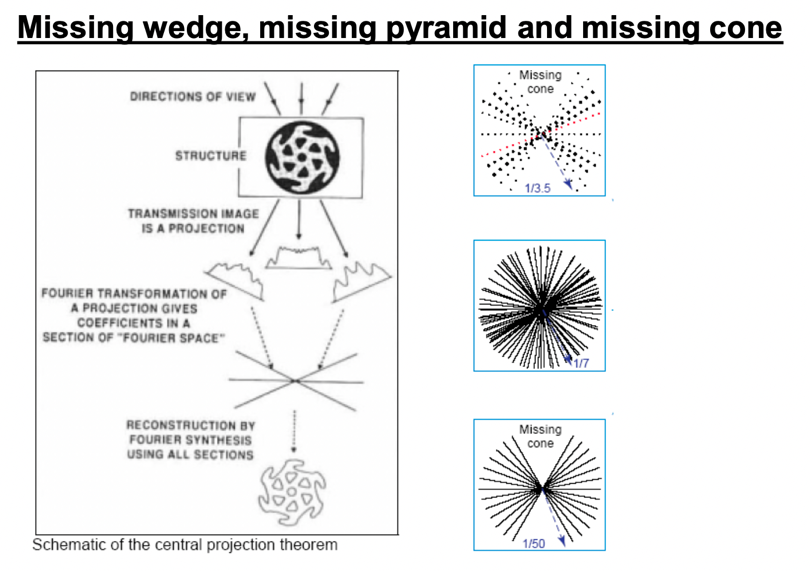 Missing wedge, missing pyramid and missing cone
DIRECTIONS OF VIEW
STRUCTURE
TRANSMISSION IMAGE
IS A PROJECTION
FOURIER TRANSFORMATION OF
A PROJECTION GIVES
COEFFICIENTS IN A
SECTION OF "FOURIER SPACE"
RECONSTRUCTION BY
FOURIER SYNTHESIS
USING ALL SECTIONS
Schematic of the central projection theorem
Missing
cone
1/3.5
1/7
Missing
cone
1/50